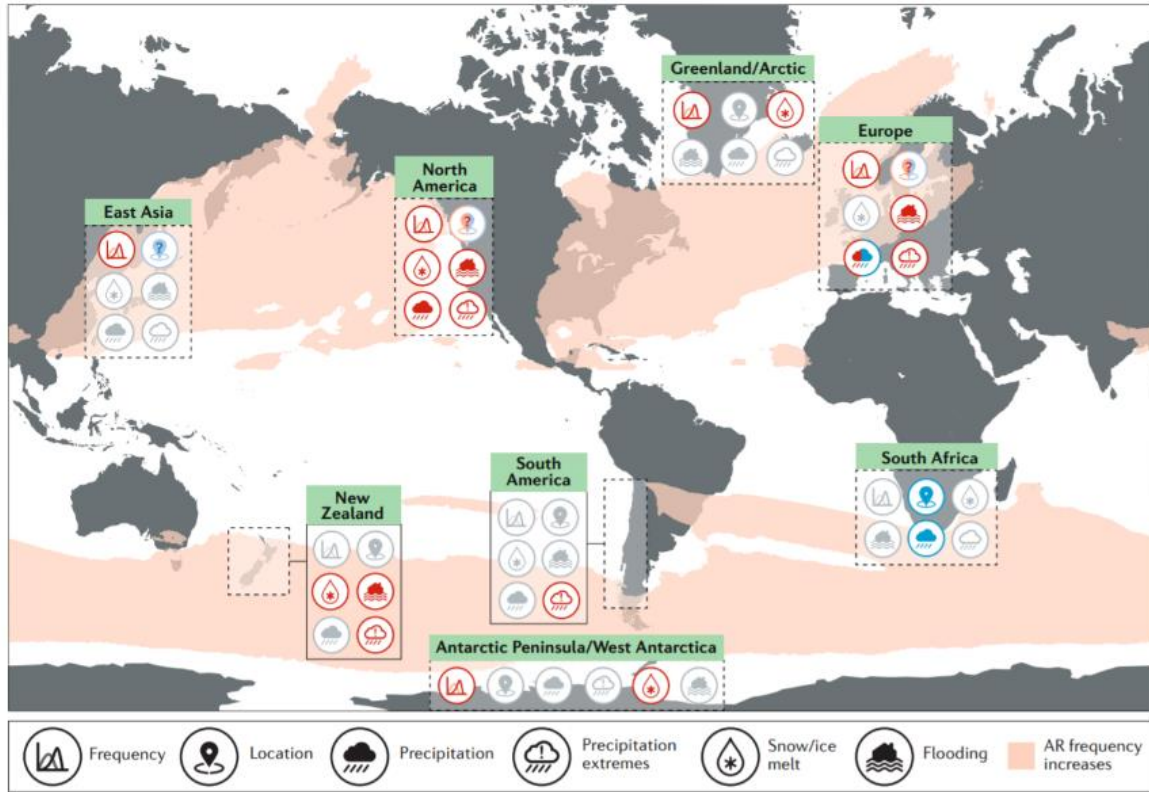 Greenland/Arctic
Europe
North
America
East Asia
?
?
?
!
!
South Africa
South
America
New
Zealand
!
!
Antarctic Peninsula/West Antarctica
Frequency
Location
Precipitation
Precipitation
extremes
Snow/ice
melt
Flooding
AR frequency
increases